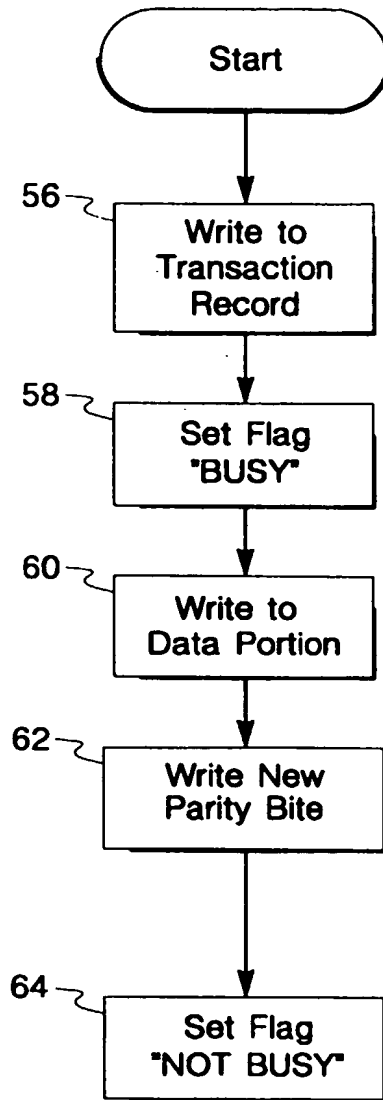 Start
56
Write to
Transaction
Record
58
Set Flag
"BUSY"
60
Write to
Data Portion
62
Write New
Parity Bite
64
Set Flag
"NOT BUSY"